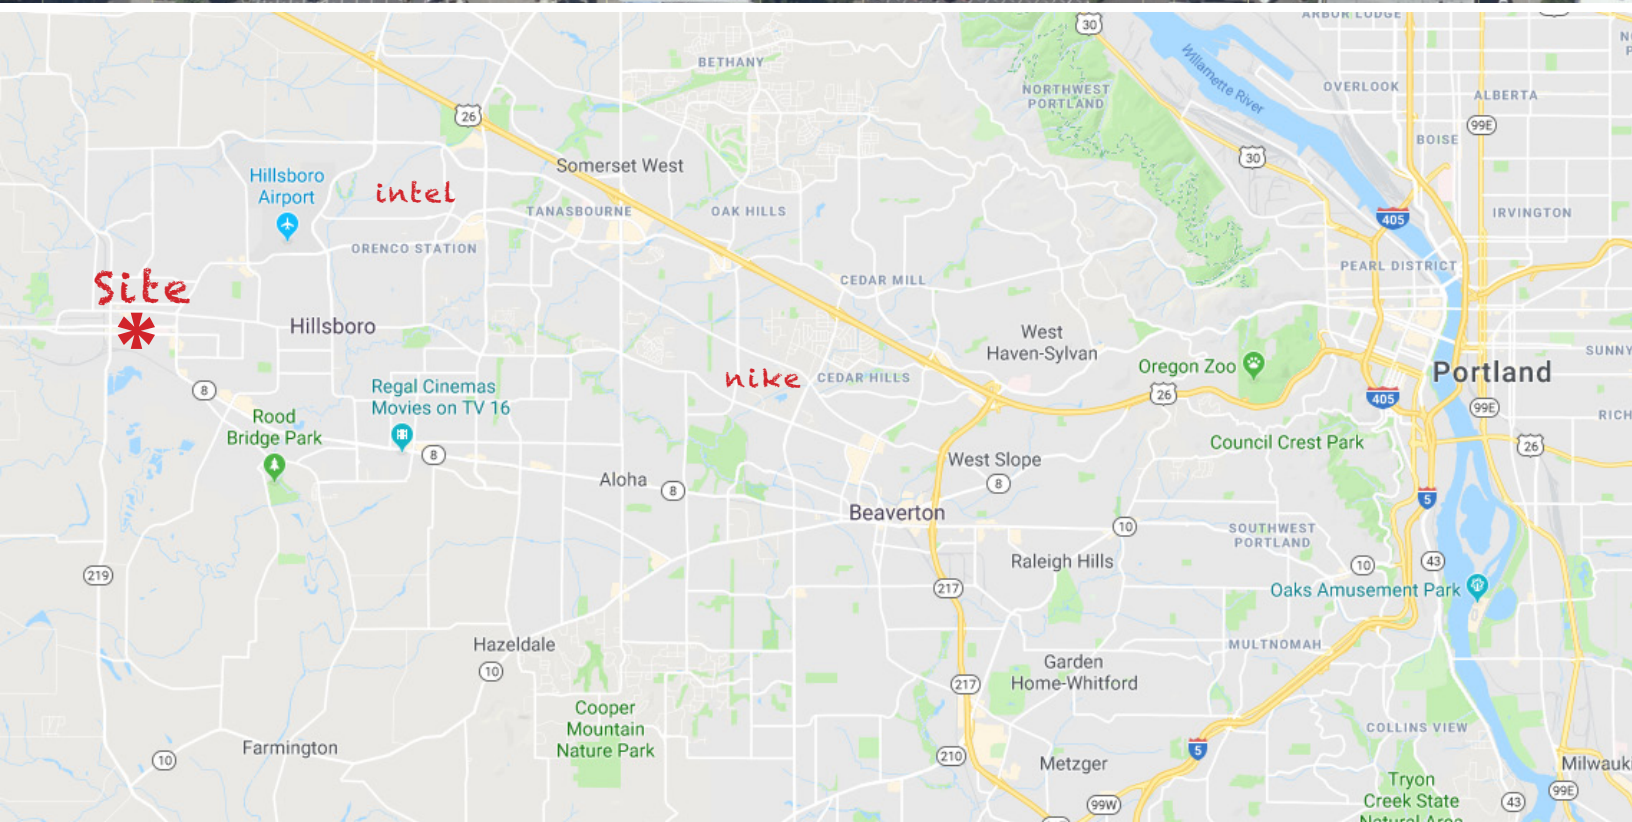 ARBOR LODGE
30
Willamette River
BETHANY
NORTHWEST
PORTLAND
OVERLOOK
ALBERTA
26
99E
BOISE
30
Somerset West
Hillsboro
Airport
intel
TANASBOURNE
OAK HILLS
405
IRVINGTON
ORENCO STATION
PEARL DISTRICT
Site
*
CEDAR MILL
Hillsboro
West
Haven-Sylvan
SUNNY
Oregon Zoo
Portland
nike
CEDAR HILLS
8
Regal Cinemas
Movies on TV 16
26
405
99E
Rood
Bridge Park
RICH
Council Crest Park
26
8
West Slope
8
Aloha
8
5
Beaverton
10
SOUTHWEST
PORTLAND
Raleigh Hills
10
43
219
217
Oaks Amusement Park
Hazeldale
MULTNOMAH
10
Garden
Home-Whitford
217
Cooper
Mountain
Nature Park
COLLINS VIEW
Farmington
5
10
210
Metzger
Milwauki
Tryon
Creek State
Natural Area
99W
43
99E